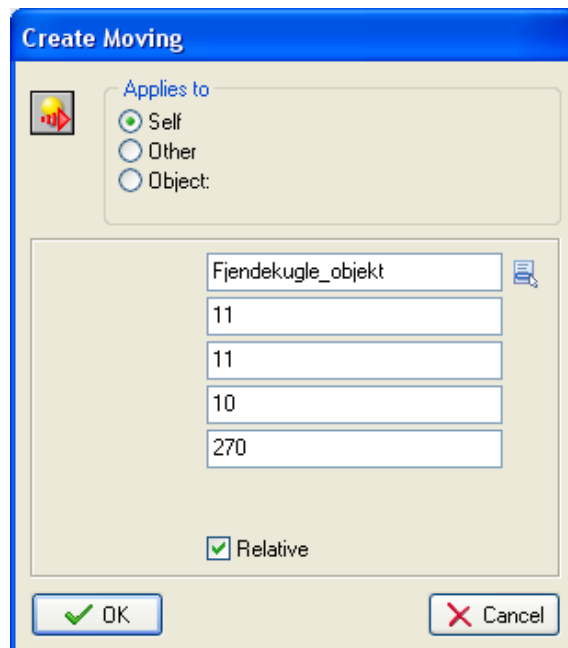 Create Moving
Applies to
Self
Other
Object:
Fjendekugle_objekt
11
11
10
270
Relative
OK
Cancel